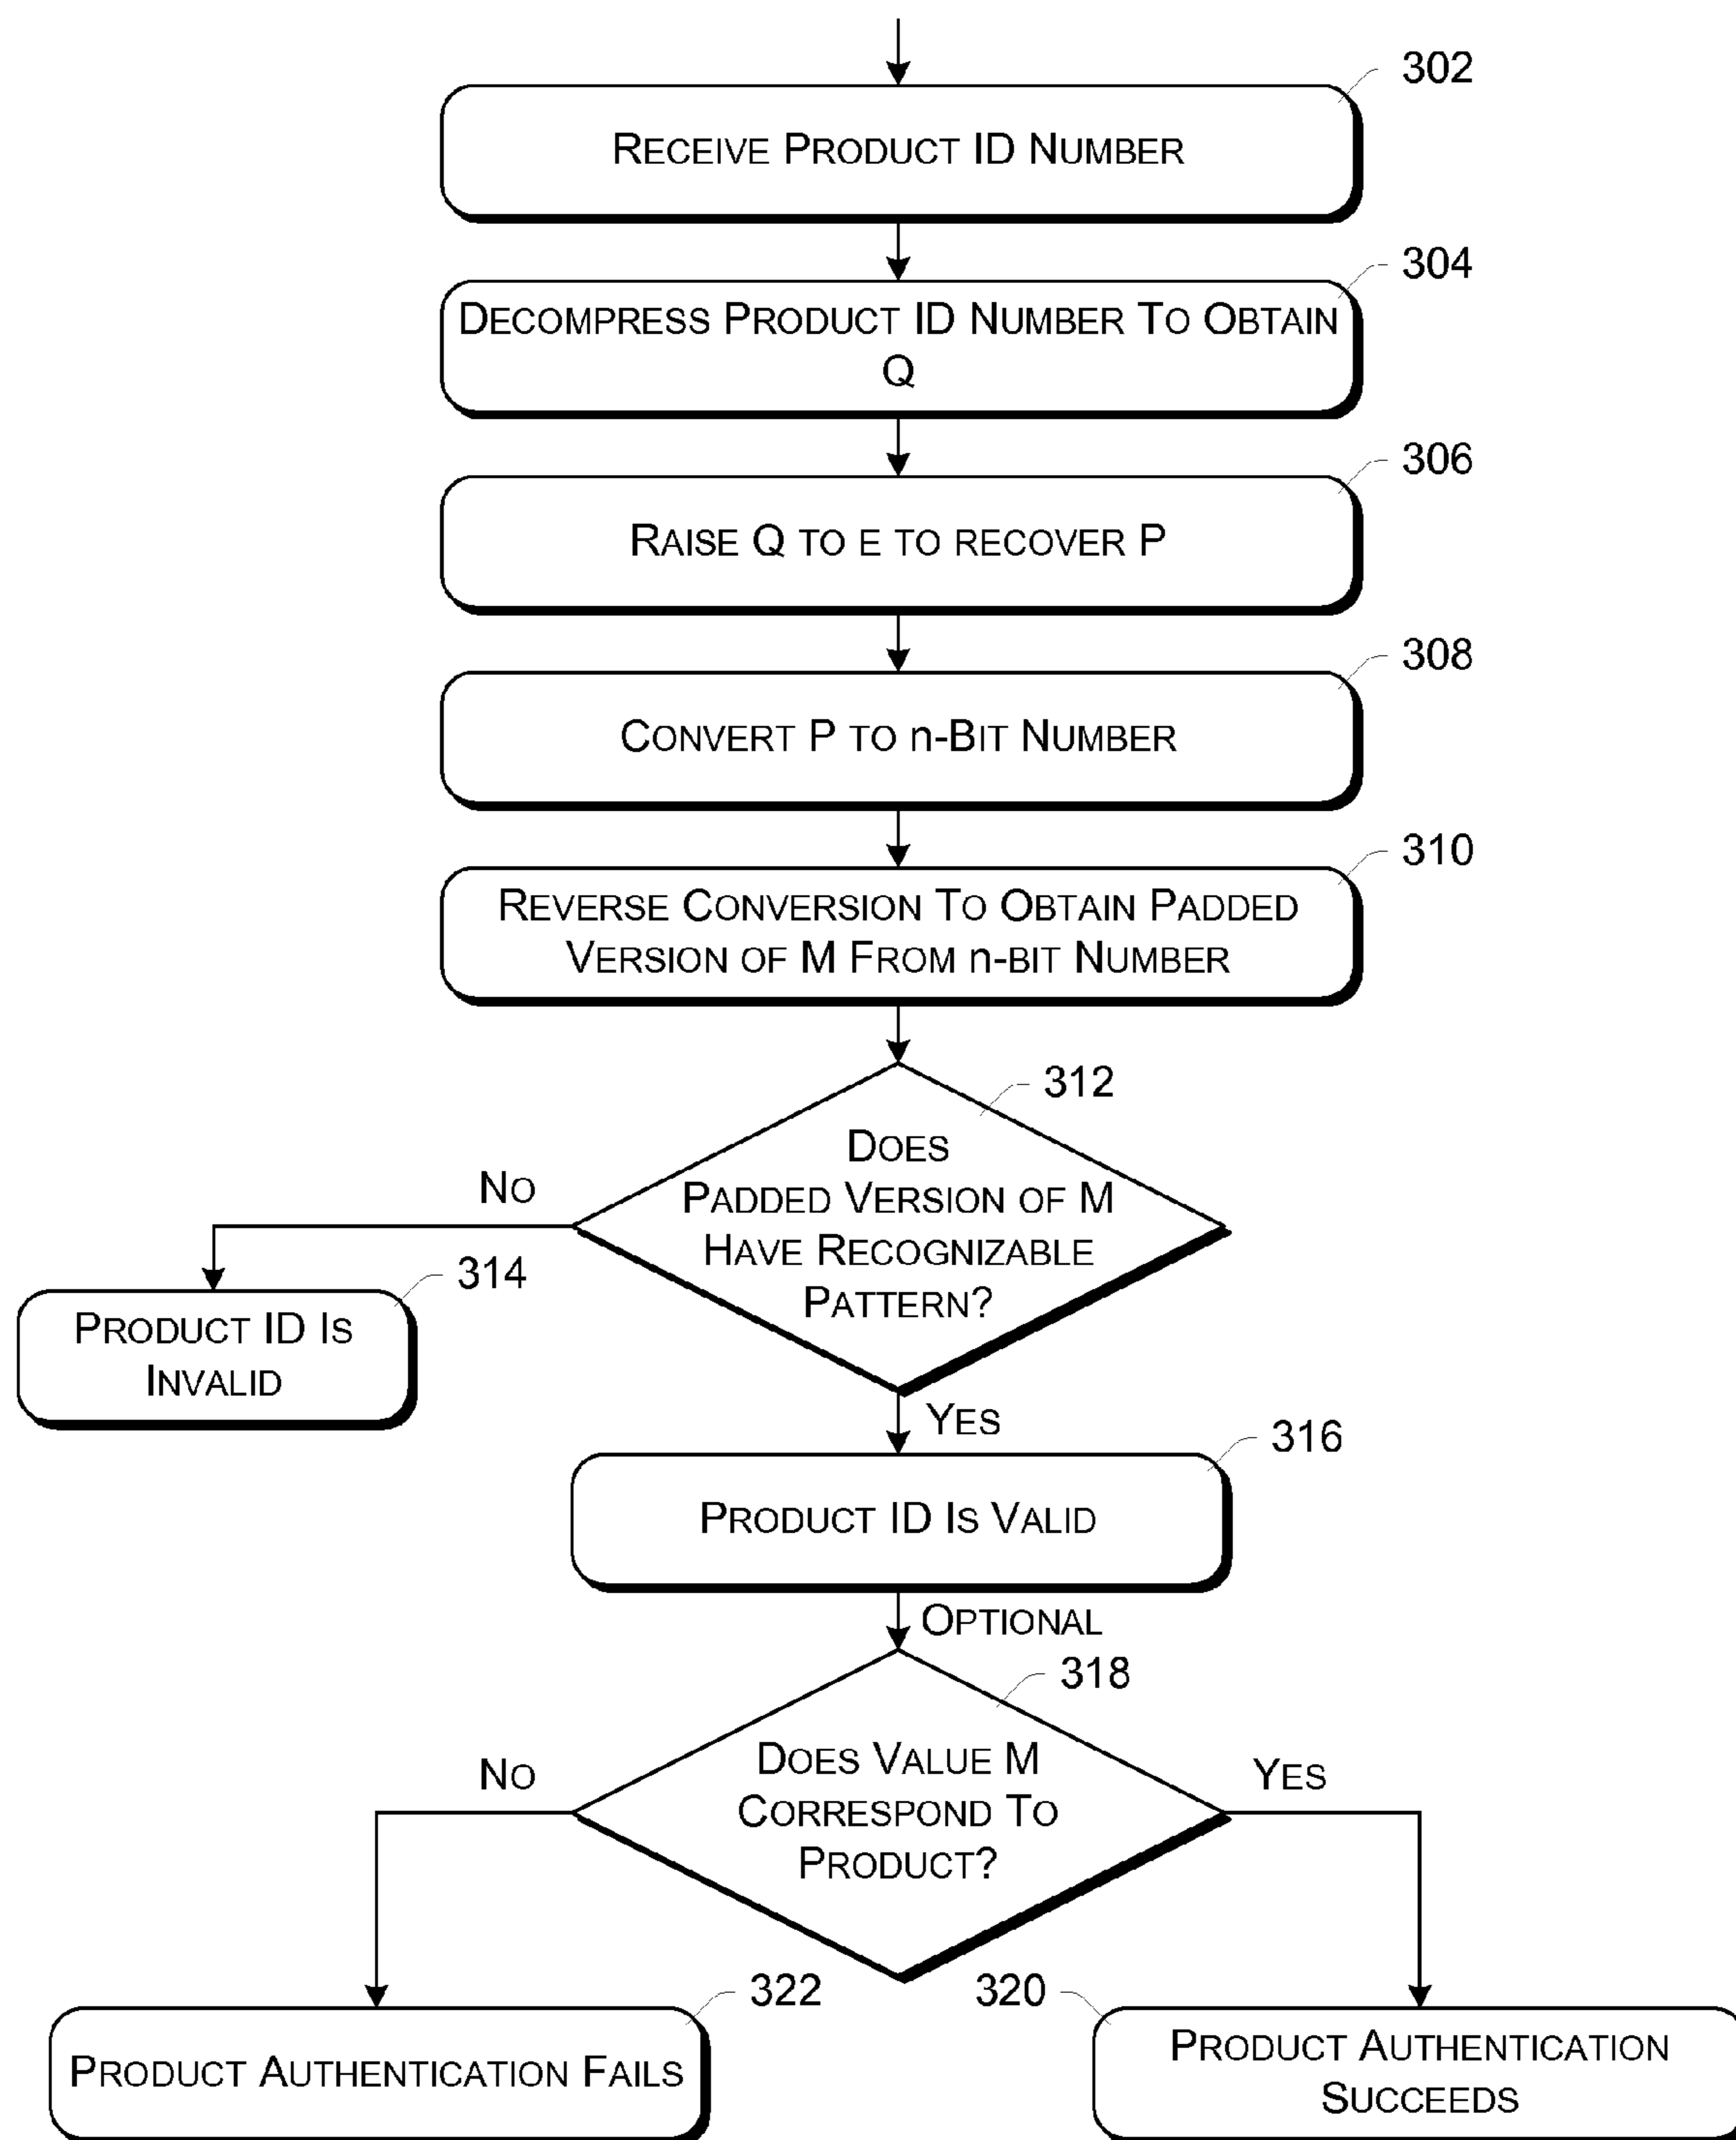 302
RECEIVE PRODUCT ID NUMBER
304
DECOMPRESS PRODUCT ID NUMBER TO OBTAIN
Q
306
RAISE Q TO E TO RECOVER P
308
CONVERT P TO n-BIT NUMBER
310
REVERSE CONVERSION TO OBTAIN PADDED
VERSION OF M FROM n-BIT NUMBER
312
DOES
PADDED VERSION OF M
HAVE RECOGNIZABLE
PATTERN?
NO
314
PRODUCT ID IS
INVALID
YES
316
PRODUCT ID IS VALID
OPTIONAL
318
DOES VALUE M
CORRESPOND TO
PRODUCT?
NO
YES
322
PRODUCT AUTHENTICATION FAILS
320
PRODUCT AUTHENTICATION
SUCCEEDS